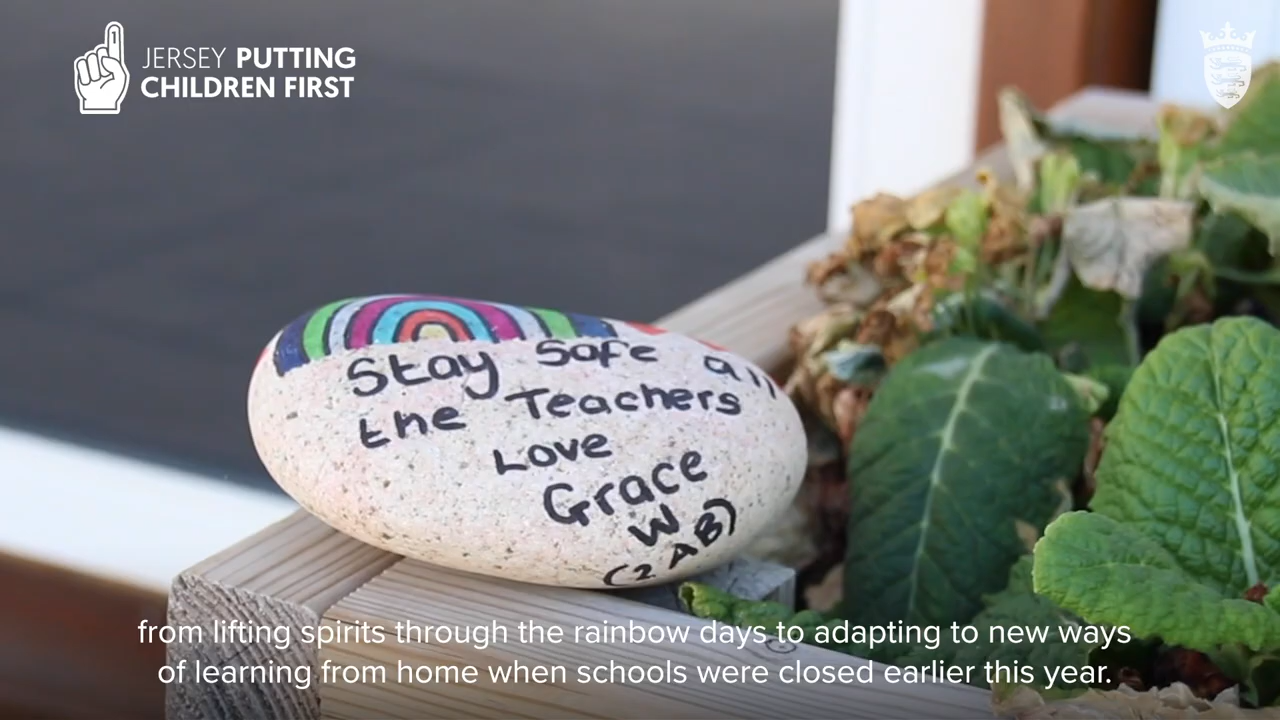 JERSEY PUTTING
CHILDREN FIRST
Stay Safe all
the Teachers
Love
Grace
W
(2AB)
from lifting spirits through the rainbow days to adapting to new ways
of learning from home when schools were closed earlier this year.